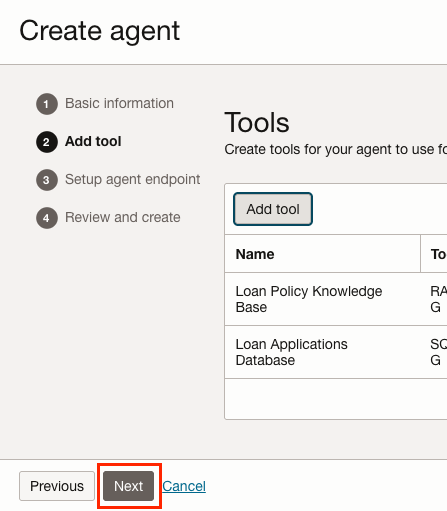 Create agent
1 Basic information
2 Add tool
3 Setup agent endpoint
4 Review and create
Tools
Create tools for your agent to use fo
Add tool
Name To
Loan Policy Knowledge RA
Base G
Loan Applications SQ
Database G
Previous Next Cancel